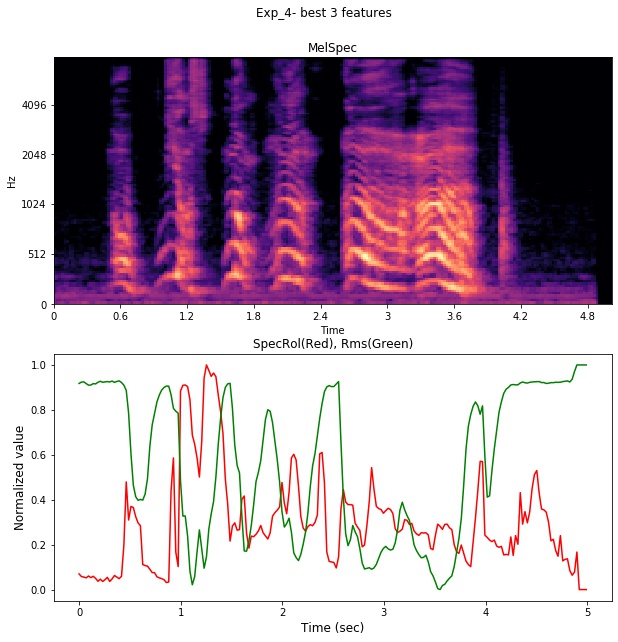 Exp_4- best 3 features
MelSpec
4096
2048
1024
512
0
Hz
0 0.6 1.2 1.8 2.4 3 3.6 4.2 4.8
Time
SpecRol(Red), Rms(Green)
1.0
0.8
0.6
0.4
0.2
0.0
Normalized value
0 1 2 3 4 5
Time (sec)